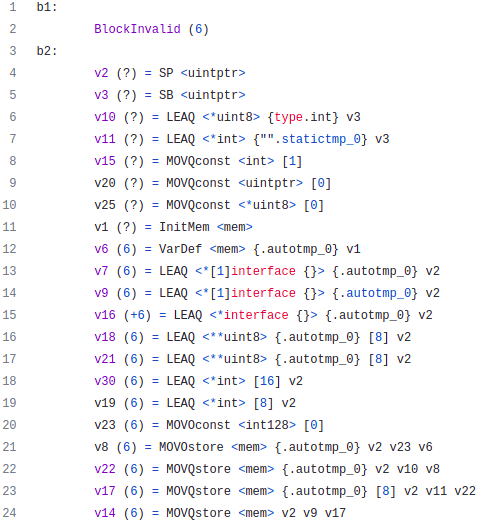 1 b1:
2 BlockInvalid (6)
3 b2:
4 v2 (?) = SP <uintptr>
5 v3 (?) = SB <uintptr>
6 v10 (?) = LEAQ <*uint8> {type.int} v3
7 v11 (?) = LEAQ <*int> {"".statictmp_0} v3
8 v15 (?) = MOVQconst <int> [1]
9 v20 (?) = MOVQconst <uintptr> [0]
10 v25 (?) = MOVQconst <*uint8> [0]
11 v1 (?) = InitMem <mem>
12 v6 (6) = VarDef <mem> {.autotmp_0} v1
13 v7 (6) = LEAQ <*[1]interface {}> {.autotmp_0} v2
14 v9 (6) = LEAQ <*[1]interface {}> {.autotmp_0} v2
15 v16 (+6) = LEAQ <*interface {}> {.autotmp_0} v2
16 v18 (6) = LEAQ <**uint8> {.autotmp_0} [8] v2
17 v21 (6) = LEAQ <**uint8> {.autotmp_0} [8] v2
18 v30 (6) = LEAQ <*int> [16] v2
19 v19 (6) = LEAQ <*int> [8] v2
20 v23 (6) = MOVOconst <int128> [0]
21 v8 (6) = MOVOstore <mem> {.autotmp_0} v2 v23 v6
22 v22 (6) = MOVQstore <mem> {.autotmp_0} v2 v10 v8
23 v17 (6) = MOVQstore <mem> {.autotmp_0} [8] v2 v11 v22
24 v14 (6) = MOVQstore <mem> v2 v9 v17